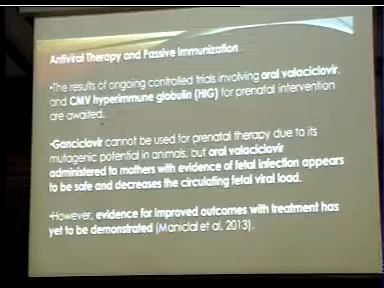 Antiviral Therapy and Passive Immunization
•The results of ongoing controlled trials involving oral valaciclovir,
and CMV hyperimmune globulin (HIG) for prenatal intervention
are awaited.
•Ganciclovir cannot be used for prenatal therapy due to its
mutagenic potential in animals, but oral valaciclovir
administered to mothers with evidence of fetal infection appears
to be safe and decreases the circulating fetal viral load.
•However, evidence for improved outcomes with treatment has
yet to be demonstrated (Manicklal et al, 2013).